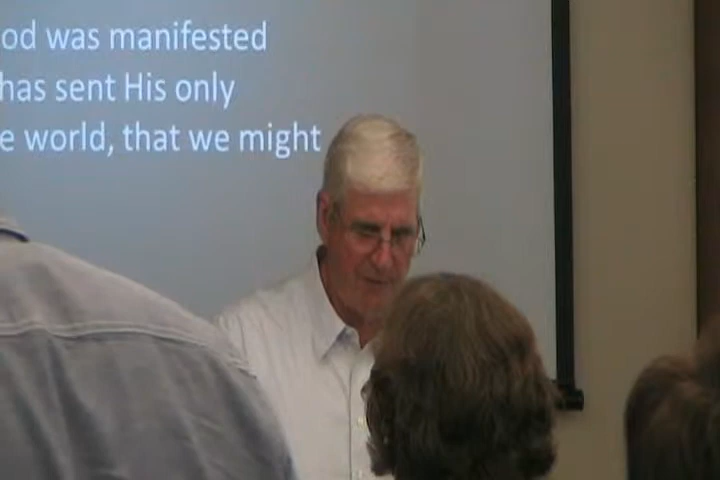 od was manifested
has sent His only
e world, that we might